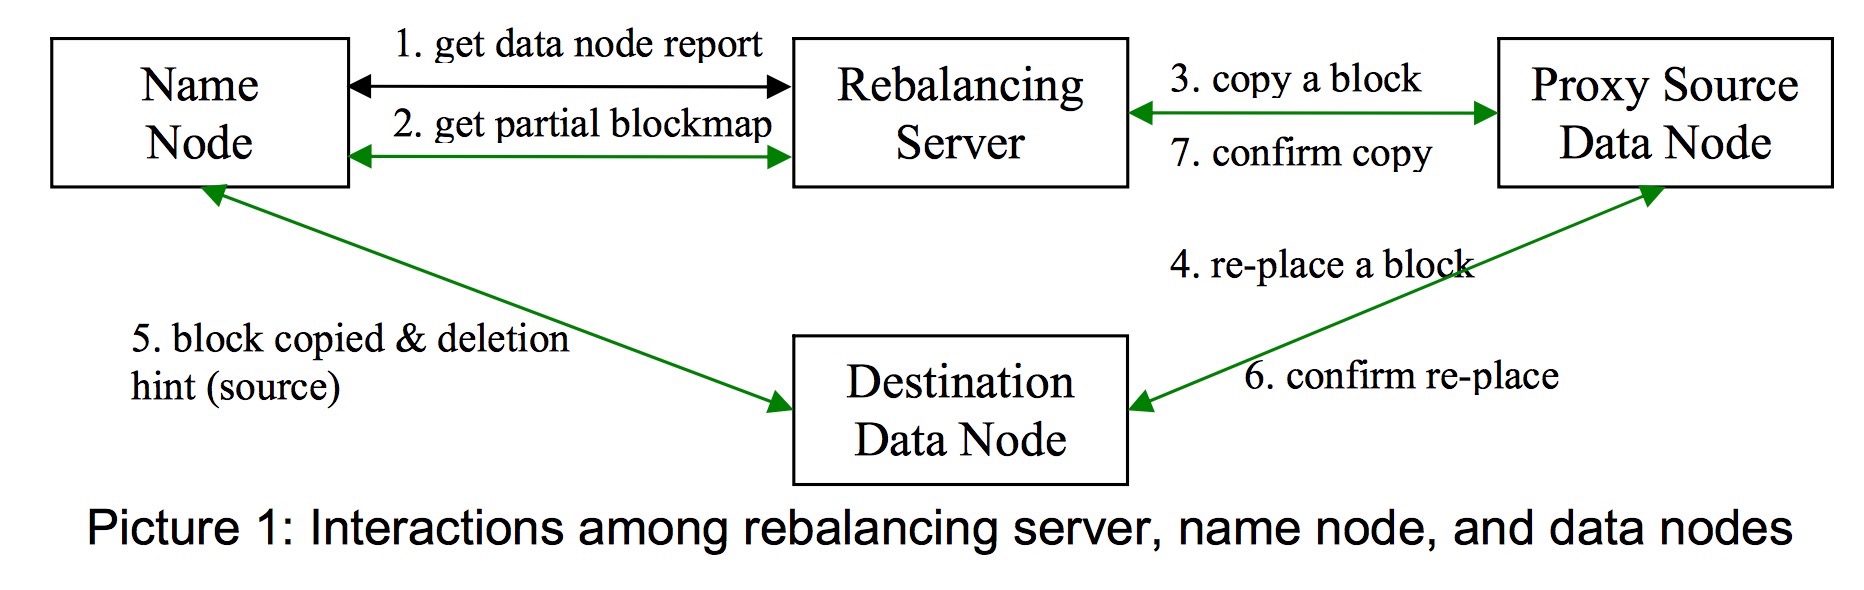 Name
Node
1. get data node report
2. get partial blockmap
Rebalancing
Server
3. copy a block
7. confirm copy
Proxy Source
Data Node
4. re-place a block
5. block copied & deletion
hint (source)
Destination
Data Node
6. confirm re-place
Picture 1: Interactions among rebalancing server, name node, and data nodes